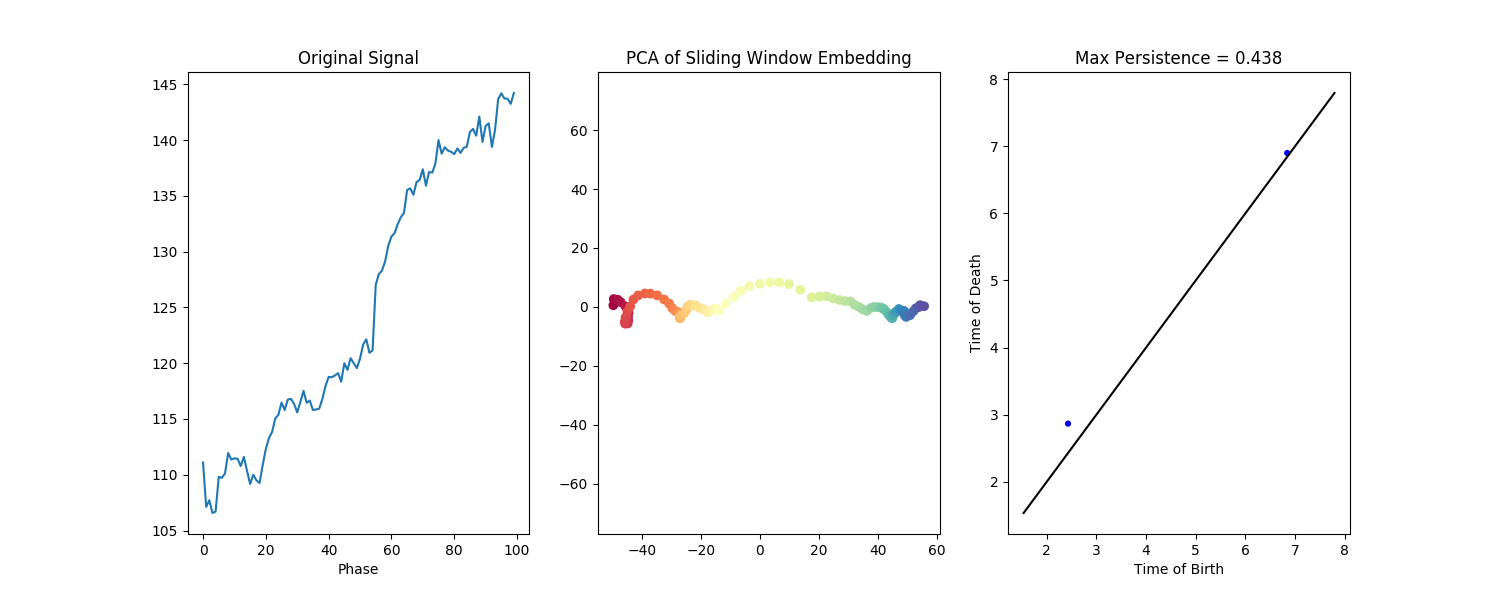 Original Signal
145
140
135
130
125
120
115
110
105
0 20 40 60 80 100
Phase
PCA of Sliding Window Embedding
60
40
20
0
−20
−40
−60
−40 −20 0 20 40 60
Max Persistence = 0.438
8
7
6
5
4
3
2
Time of Death
2 3 4 5 6 7 8
Time of Birth